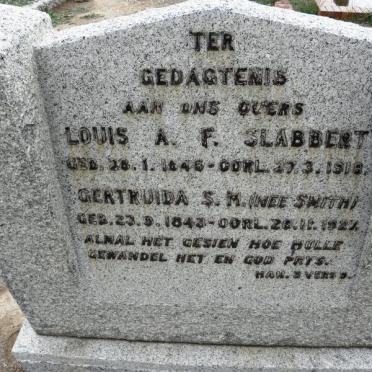 TER
GEDAGTENIS
AAN ONS OUERS
LOUIS A. F. SLABBERT
GEB. 28.1.1846 - OORL. 27.3.1918.
GERTRUIDA S. M. (NEE SMITH)
GEB. 23.9.1843 - OORL. 26.11.1927.
ALMAL HET GESIEN HOE HULLE
GEWANDEL HET EN GOD PRYS.
HAN. 3 VERS 9.